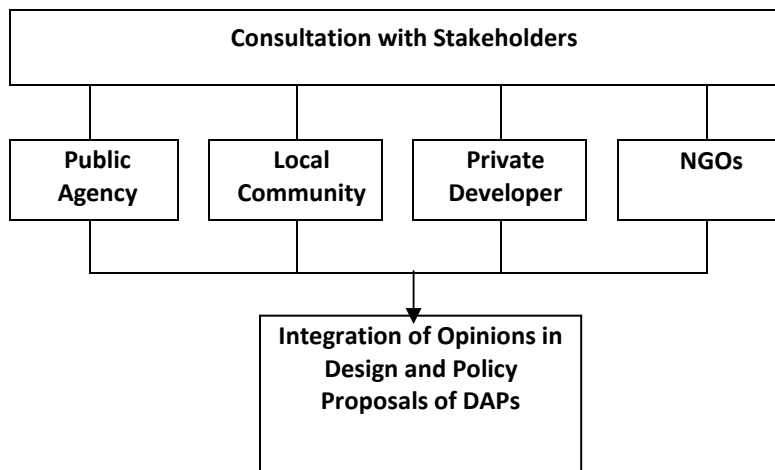 Consultation with Stakeholders
Public
Agency
Local
Community
Private
Developer
NGOs
Integration of Opinions in
Design and Policy
Proposals of DAPs